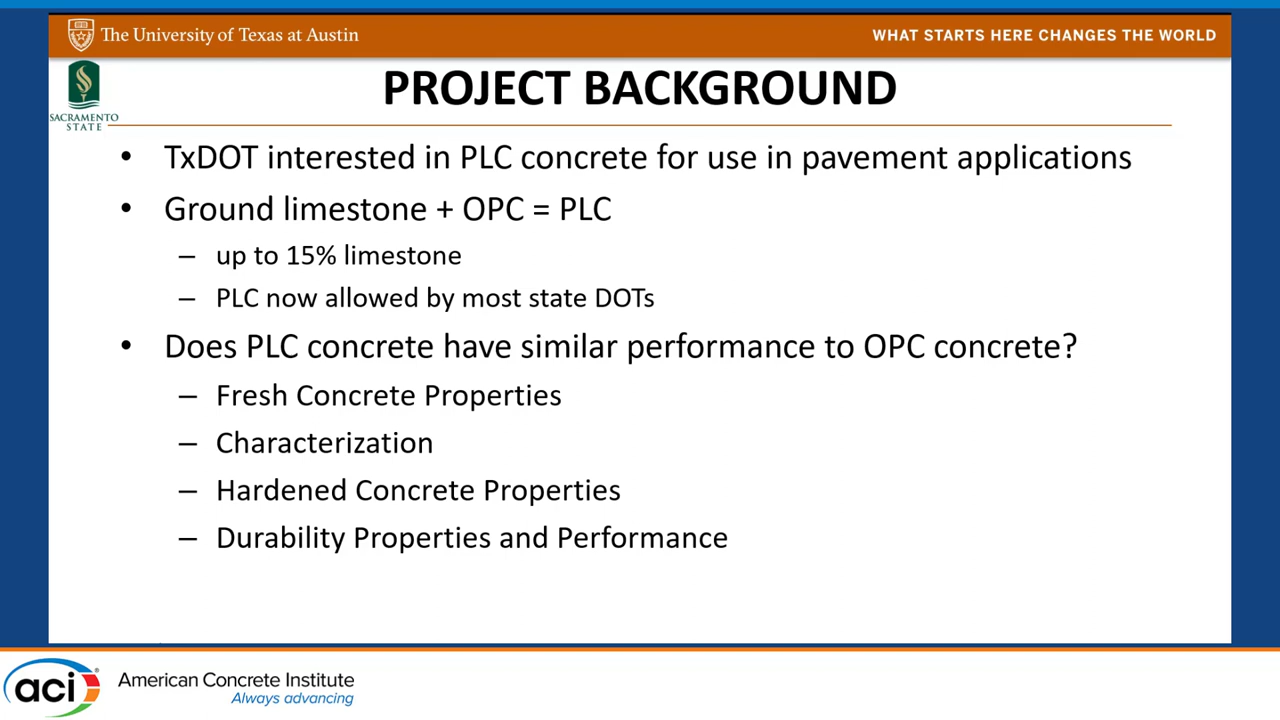 The University of Texas at Austin
WHAT STARTS HERE CHANGES THE WORLD
SACRAMENTO
STATE
PROJECT BACKGROUND
• TxDOT interested in PLC concrete for use in pavement applications
• Ground limestone + OPC = PLC
– up to 15% limestone
– PLC now allowed by most state DOTs
• Does PLC concrete have similar performance to OPC concrete?
– Fresh Concrete Properties
– Characterization
– Hardened Concrete Properties
– Durability Properties and Performance
aci®
American Concrete Institute
Always advancing